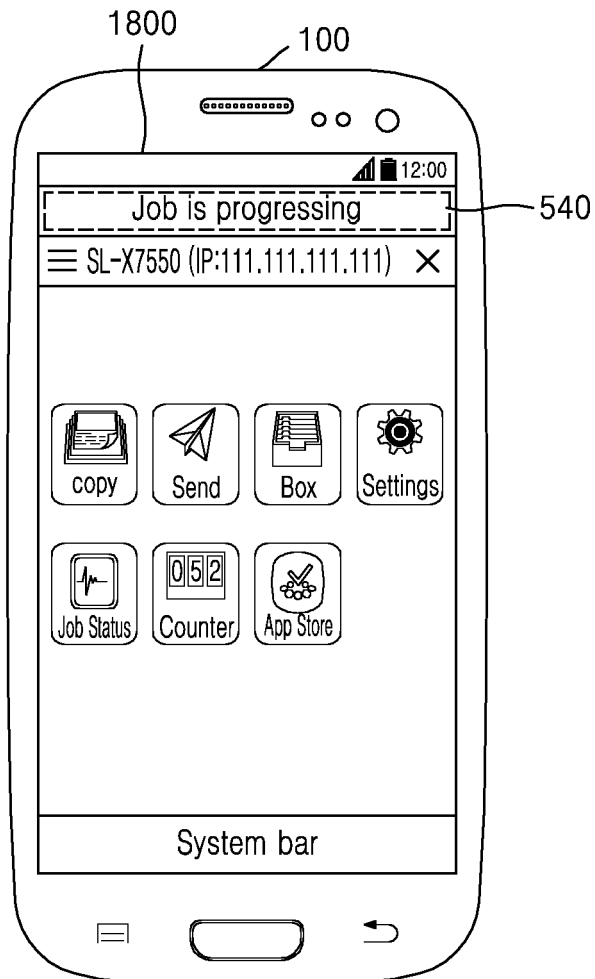 1800
100
12:00
Job is progressing
540
SL-X7550 (IP:111.111.111.111)
copy
Send
Box
Settings
052
Job Status
Counter
App Store
System bar